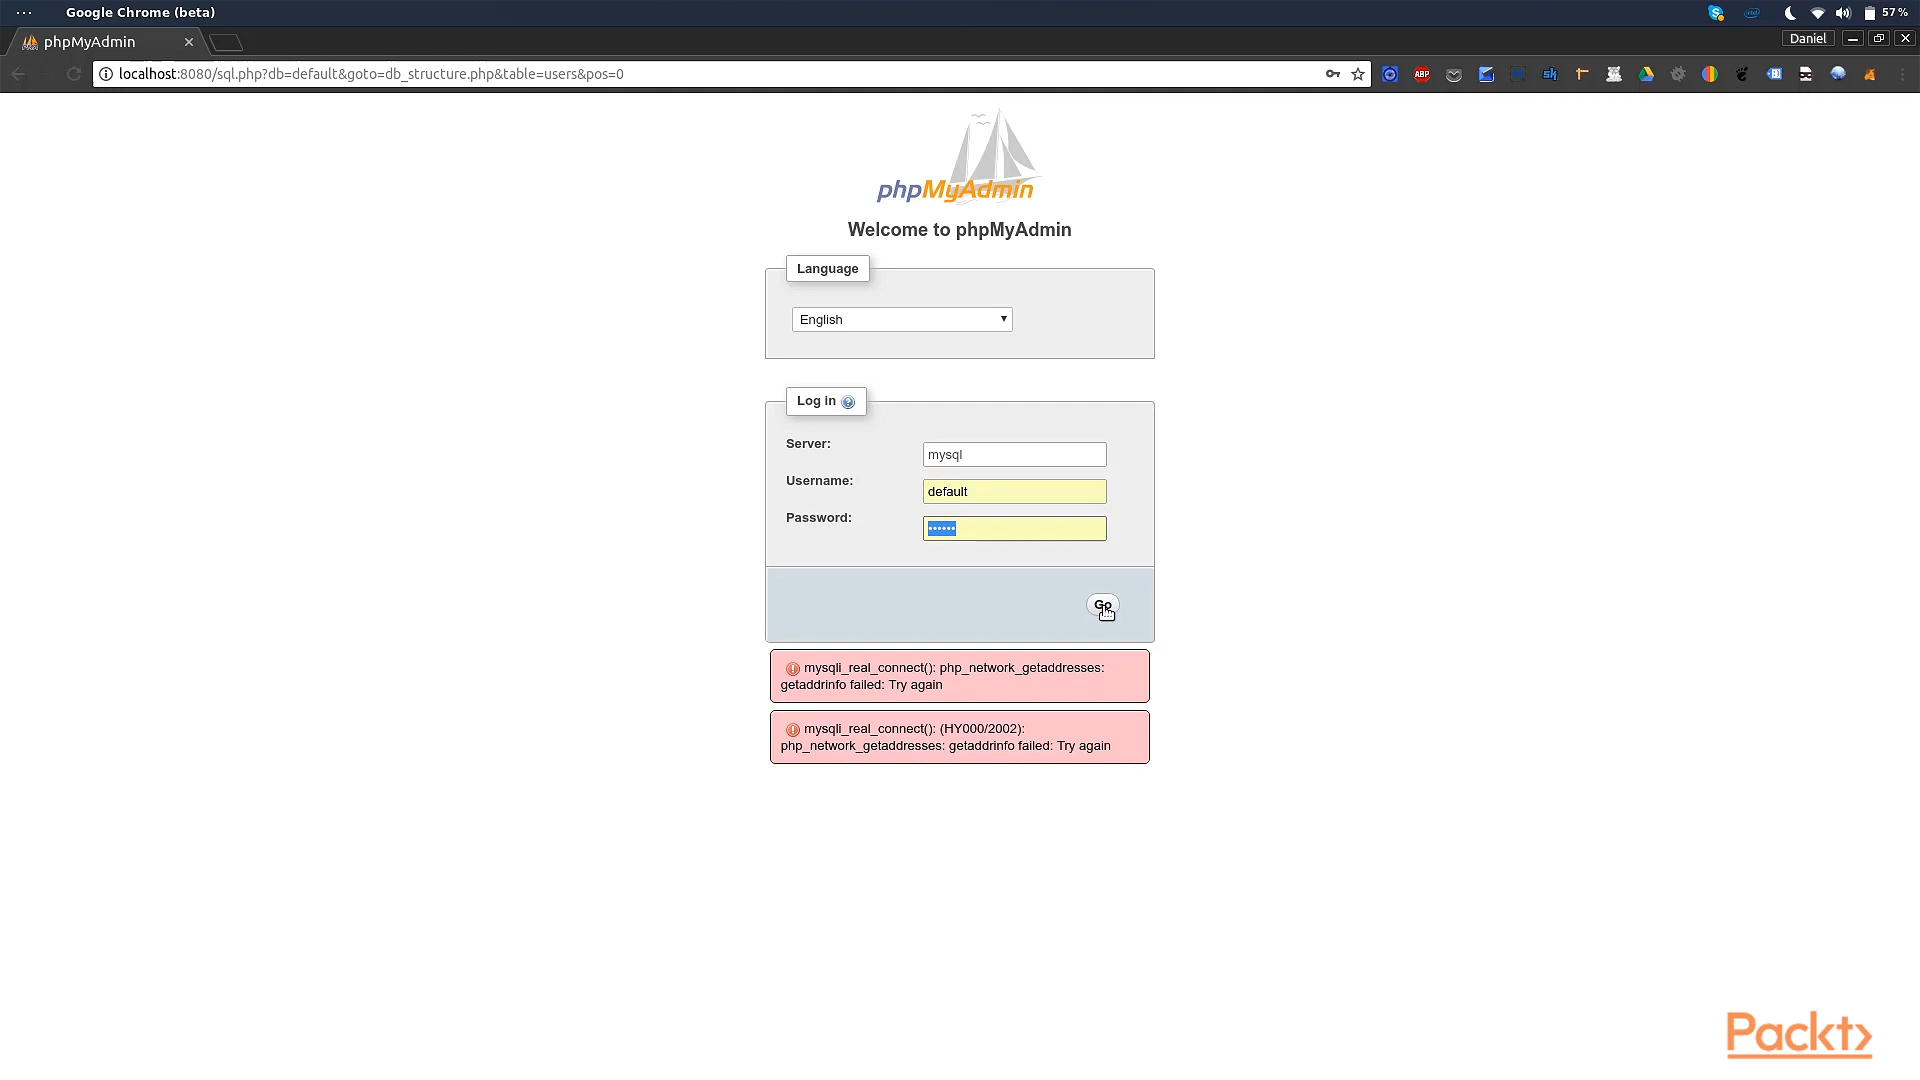 Google Chrome (beta)
57 %
phpMyAdmin
Daniel
localhost:8080/sql.php?db=default&goto=db_structure.php&table=users&pos=0
ABP
phpMyAdmin
Welcome to phpMyAdmin
Language
English
Log in
Server:
mysql
Username:
default
Password:
••••••
Go
mysqli_real_connect(): php_network_getaddresses:
getaddrinfo failed: Try again
mysqli_real_connect(): (HY000/2002):
php_network_getaddresses: getaddrinfo failed: Try again
Packt>